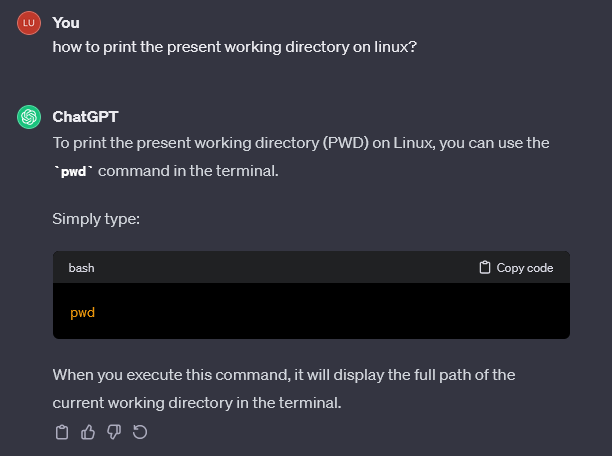 LU You
how to print the present working directory on linux?
ChatGPT
To print the present working directory (PWD) on Linux, you can use the
`pwd` command in the terminal.
Simply type:
bash Copy code
pwd
When you execute this command, it will display the full path of the
current working directory in the terminal.